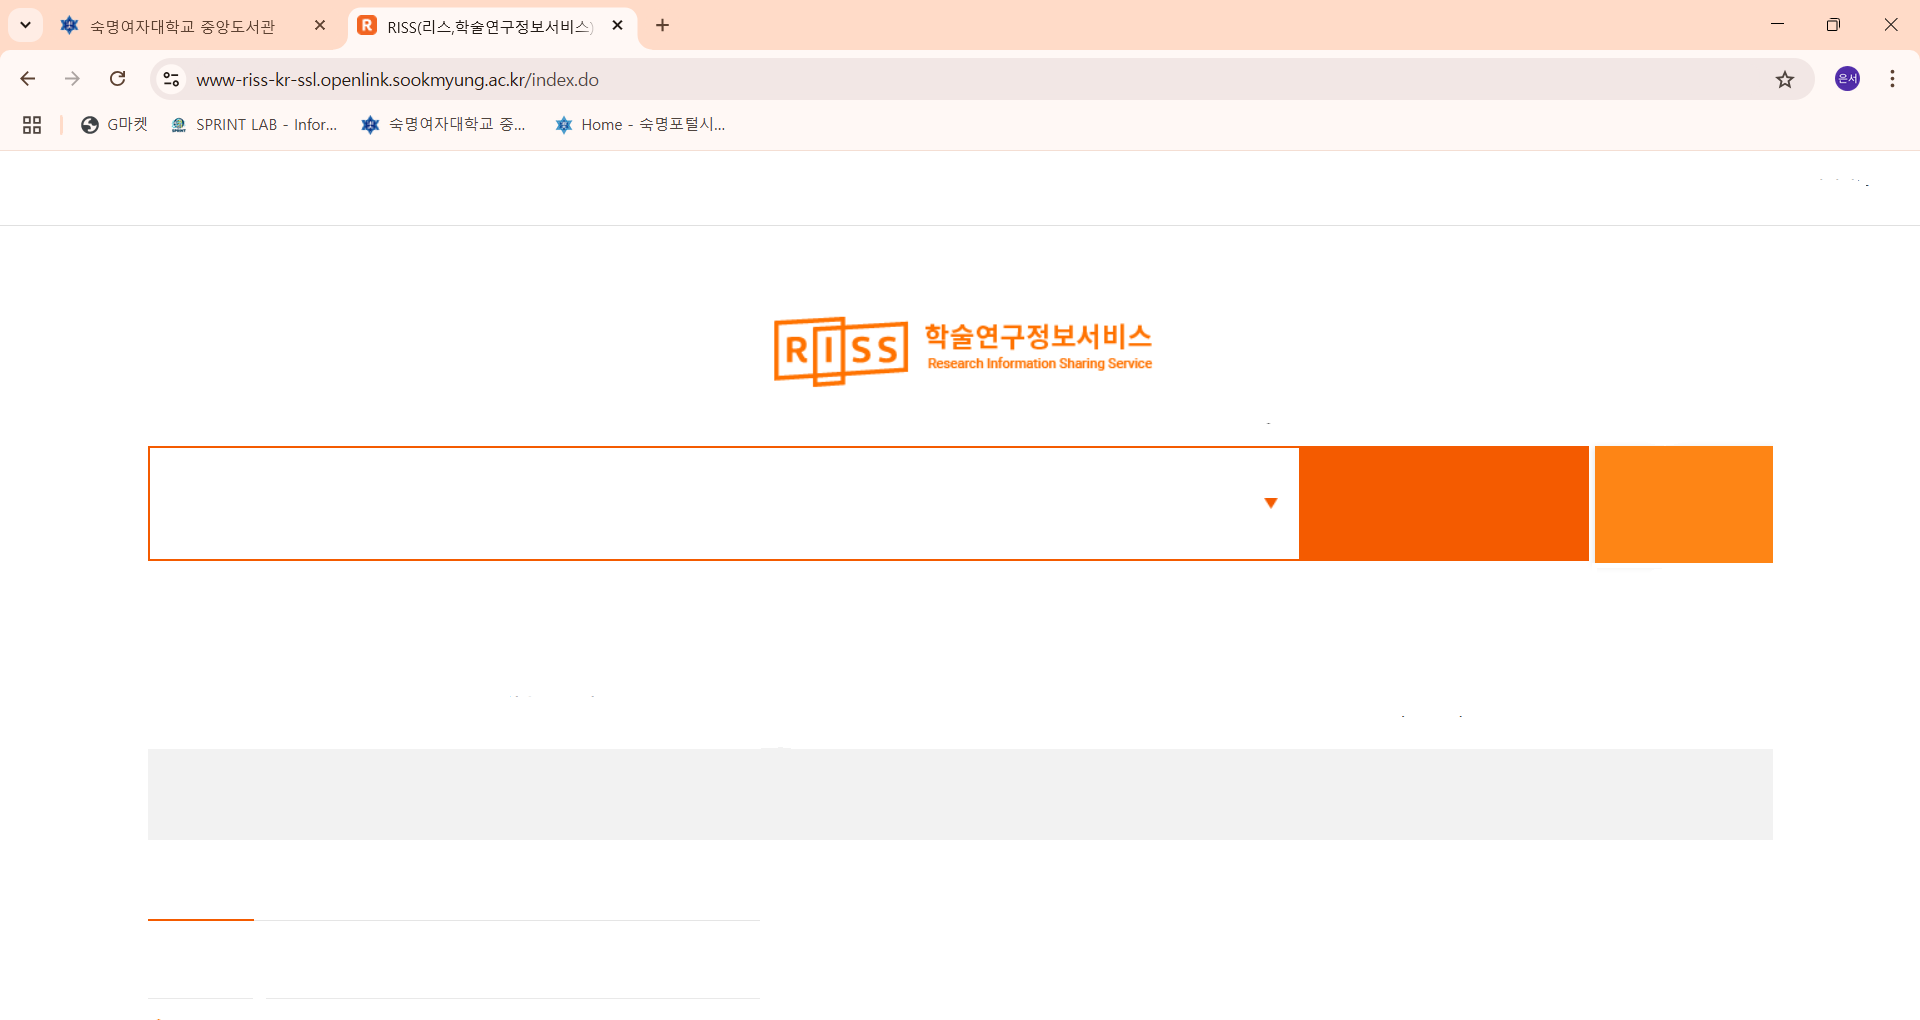 숙명여자대학교 중앙도서관
RISS(리스,학술연구정보서비스)
www-riss-kr-ssl.openlink.sookmyung.ac.kr/index.do
은서
G마켓
SPRINT LAB - Infor...
숙명여자대학교 중...
Home - 숙명포털시...
RISS
학술연구정보서비스
Research Information Sharing Service